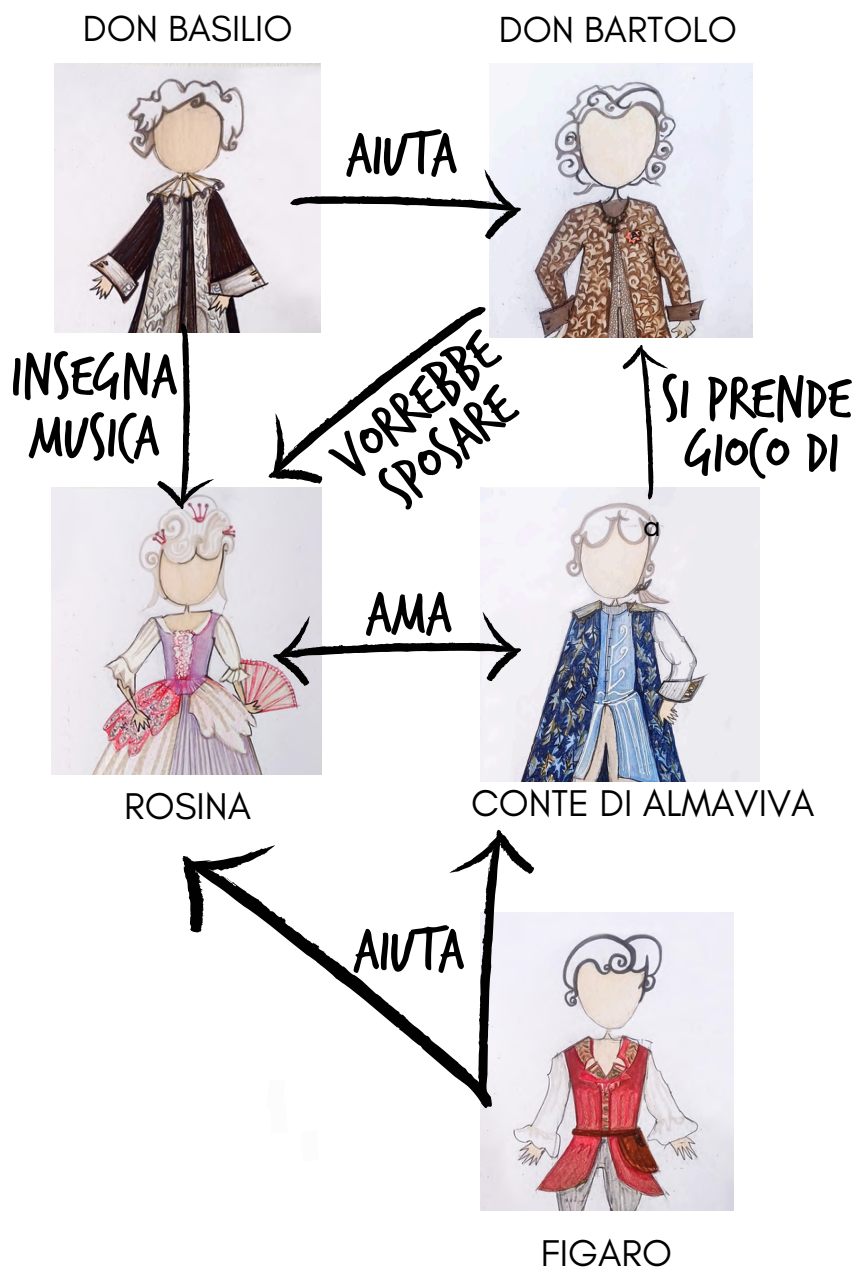 DON BASILIO
DON BARTOLO
AIUTA
INSEGNA
MUSICA
VORREBBE
SPOSARE
SI PRENDE
GIOCO DI
a
AMA
ROSINA
CONTE DI ALMAVIVA
AIUTA
FIGARO